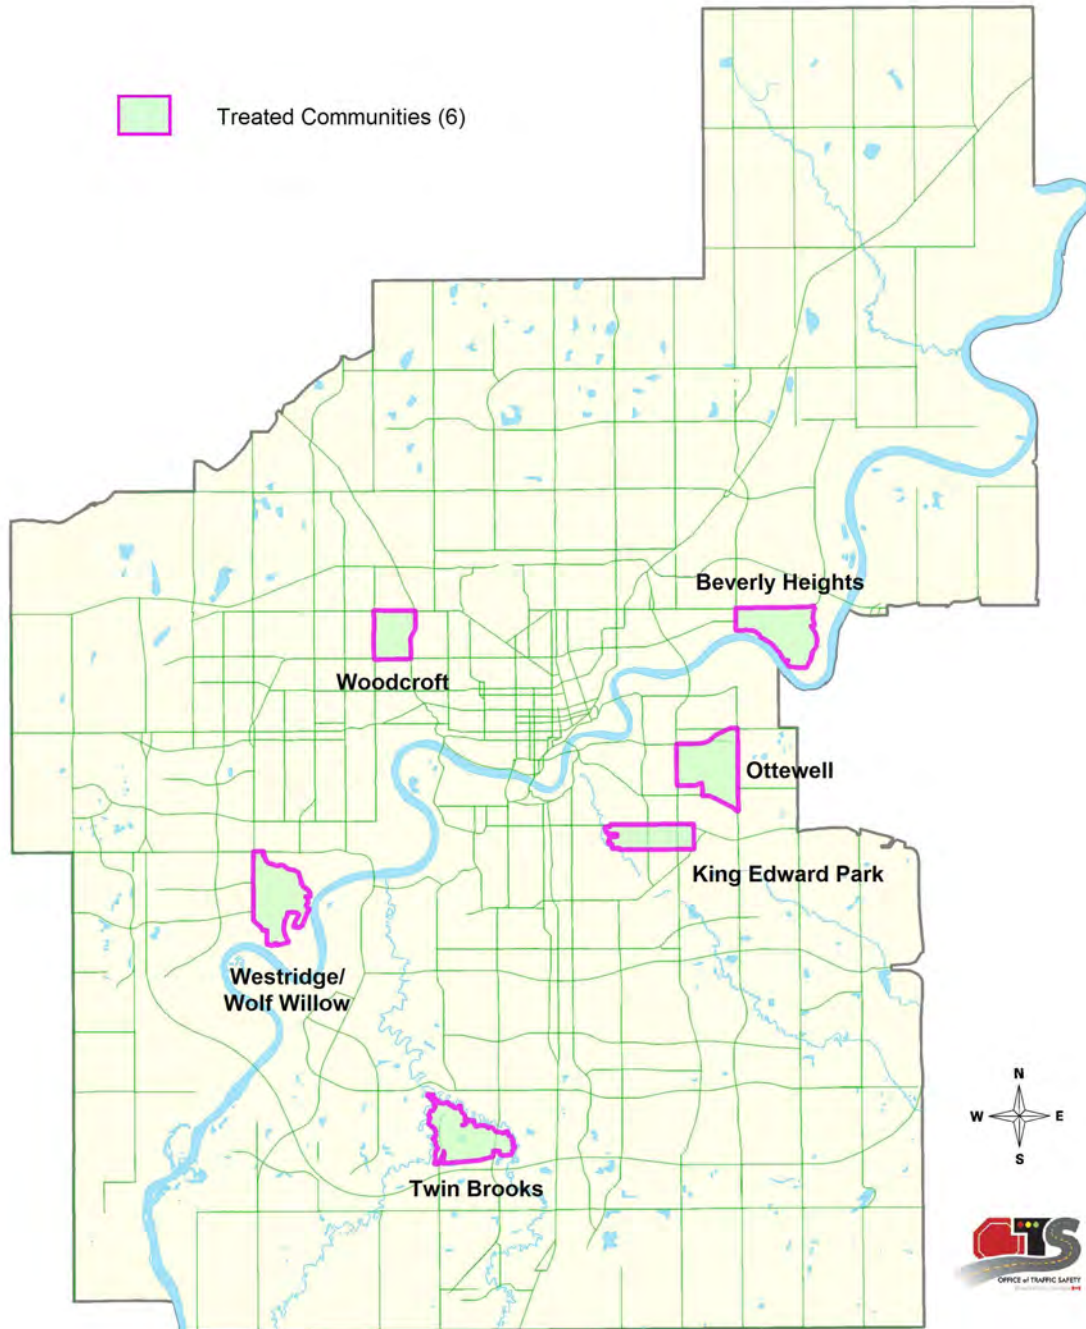 Treated Communities (6)
Beverly Heights
Woodcroft
Ottewell
King Edward Park
Westridge/
Wolf Willow
N
W E
S
Twin Brooks
OTS
OFFICE of TRAFFIC SAFETY